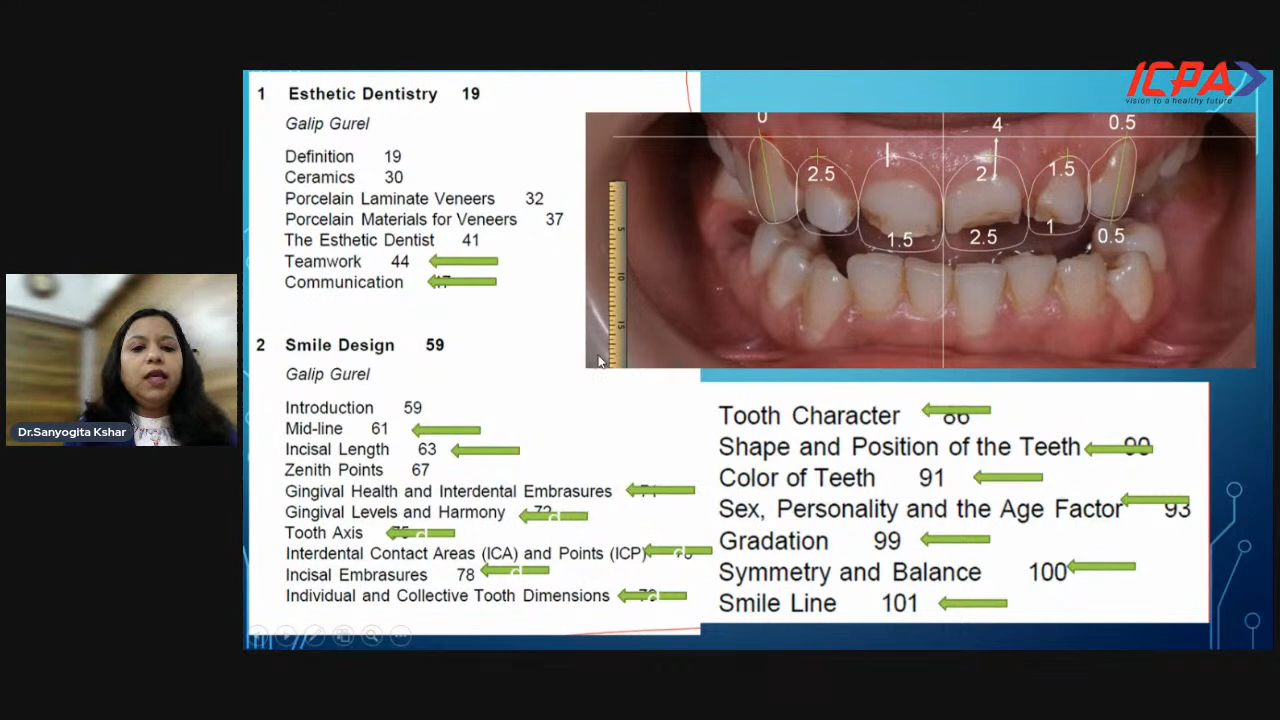 ICPA
vision to a healthy future
1 Esthetic Dentistry 19
Galip Gurel
Definition 19
Ceramics 30
Porcelain Laminate Veneers 32
Porcelain Materials for Veneers 37
The Esthetic Dentist 41
Teamwork 44
Communication
2 Smile Design 59
Galip Gurel
Introduction 59
Mid-line 61
Incisal Length 63
Zenith Points 67
Gingival Health and Interdental Embrasures
Gingival Levels and Harmony
Tooth Axis
Interdental Contact Areas (ICA) and Points (ICP)
Incisal Embrasures 78
Individual and Collective Tooth Dimensions
0 4 0.5
2.5 2 1.5
1.5 2.5 1 0.5
5
10
15
Tooth Character 86
Shape and Position of the Teeth
Color of Teeth 91
Sex, Personality and the Age Factor 93
Gradation 99
Symmetry and Balance 100
Smile Line 101
Dr.Sanyogita Kshar